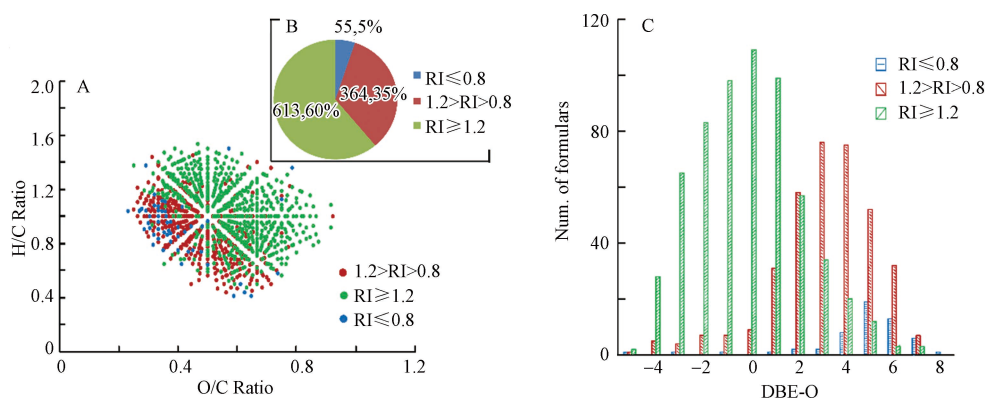 B
55,5%
364,35%
613,60%
RI≤0.8
1.2>RI>0.8
RI≥1.2
A
2.0
1.6
1.2
0.8
0.4
0
H/C Ratio
0 0.4 0.8 1.2
O/C Ratio
1.2>RI>0.8
RI≥1.2
RI≤0.8
C
120
80
40
0
Num. of formulars
−4 −2 0 2 4 6 8
DBE-O
RI≤0.8
1.2>RI>0.8
RI≥1.2